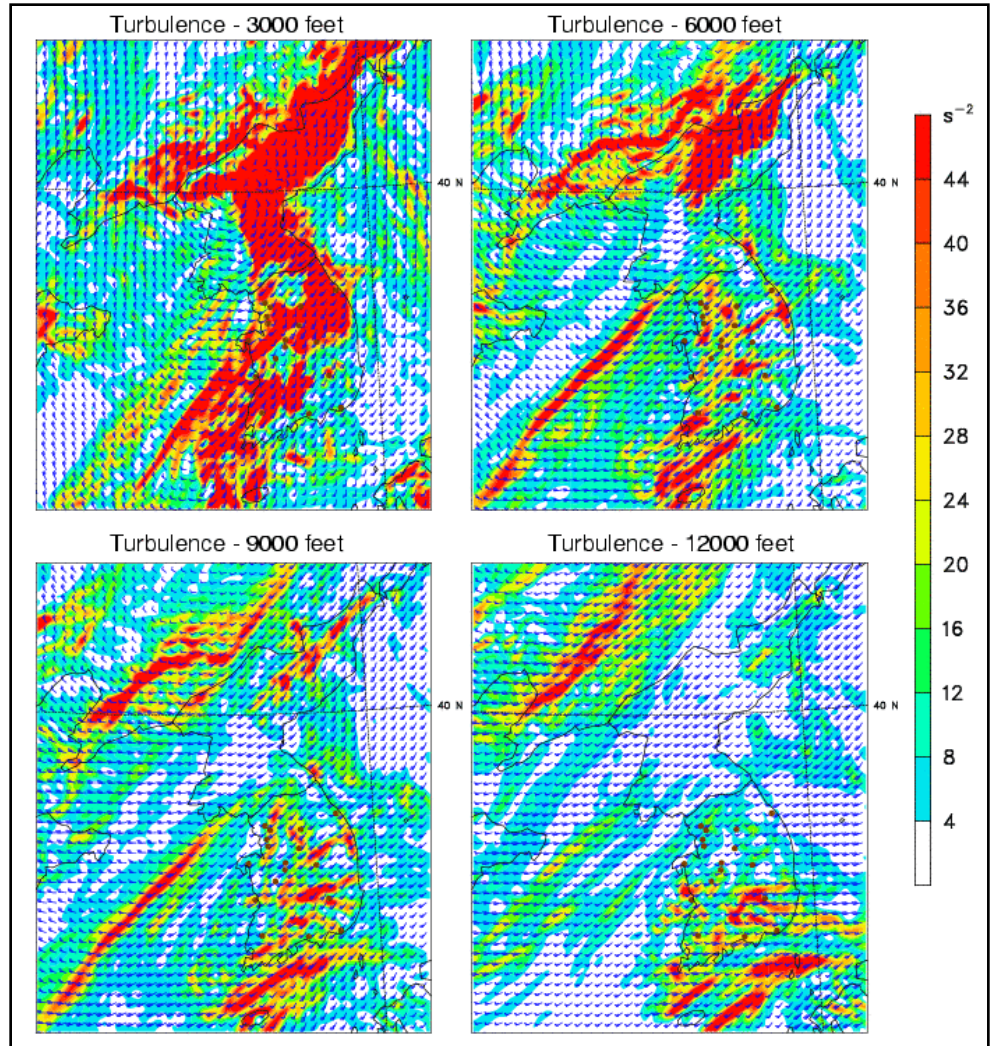 Turbulence - 3000 feet
Turbulence - 6000 feet
s⁻²
44
40 N
40 N
40
36
32
28
24
20
16
12
8
4
Turbulence - 9000 feet
Turbulence - 12000 feet
40 N
40 N